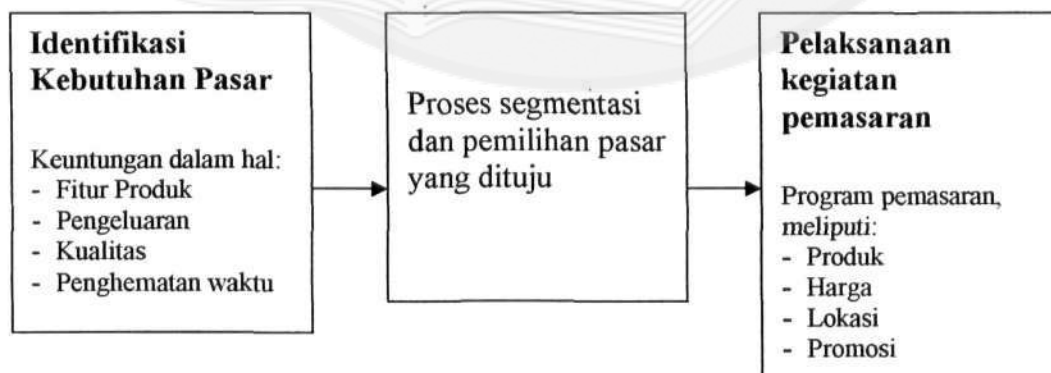 Identifikasi
Kebutuhan Pasar
Keuntungan dalam hal:
- Fitur Produk
- Pengeluaran
- Kualitas
- Penghematan waktu
Proses segmentasi
dan pemilihan pasar
yang dituju
Pelaksanaan
kegiatan
pemasaran
Program pemasaran,
meliputi:
- Produk
- Harga
- Lokasi
- Promosi